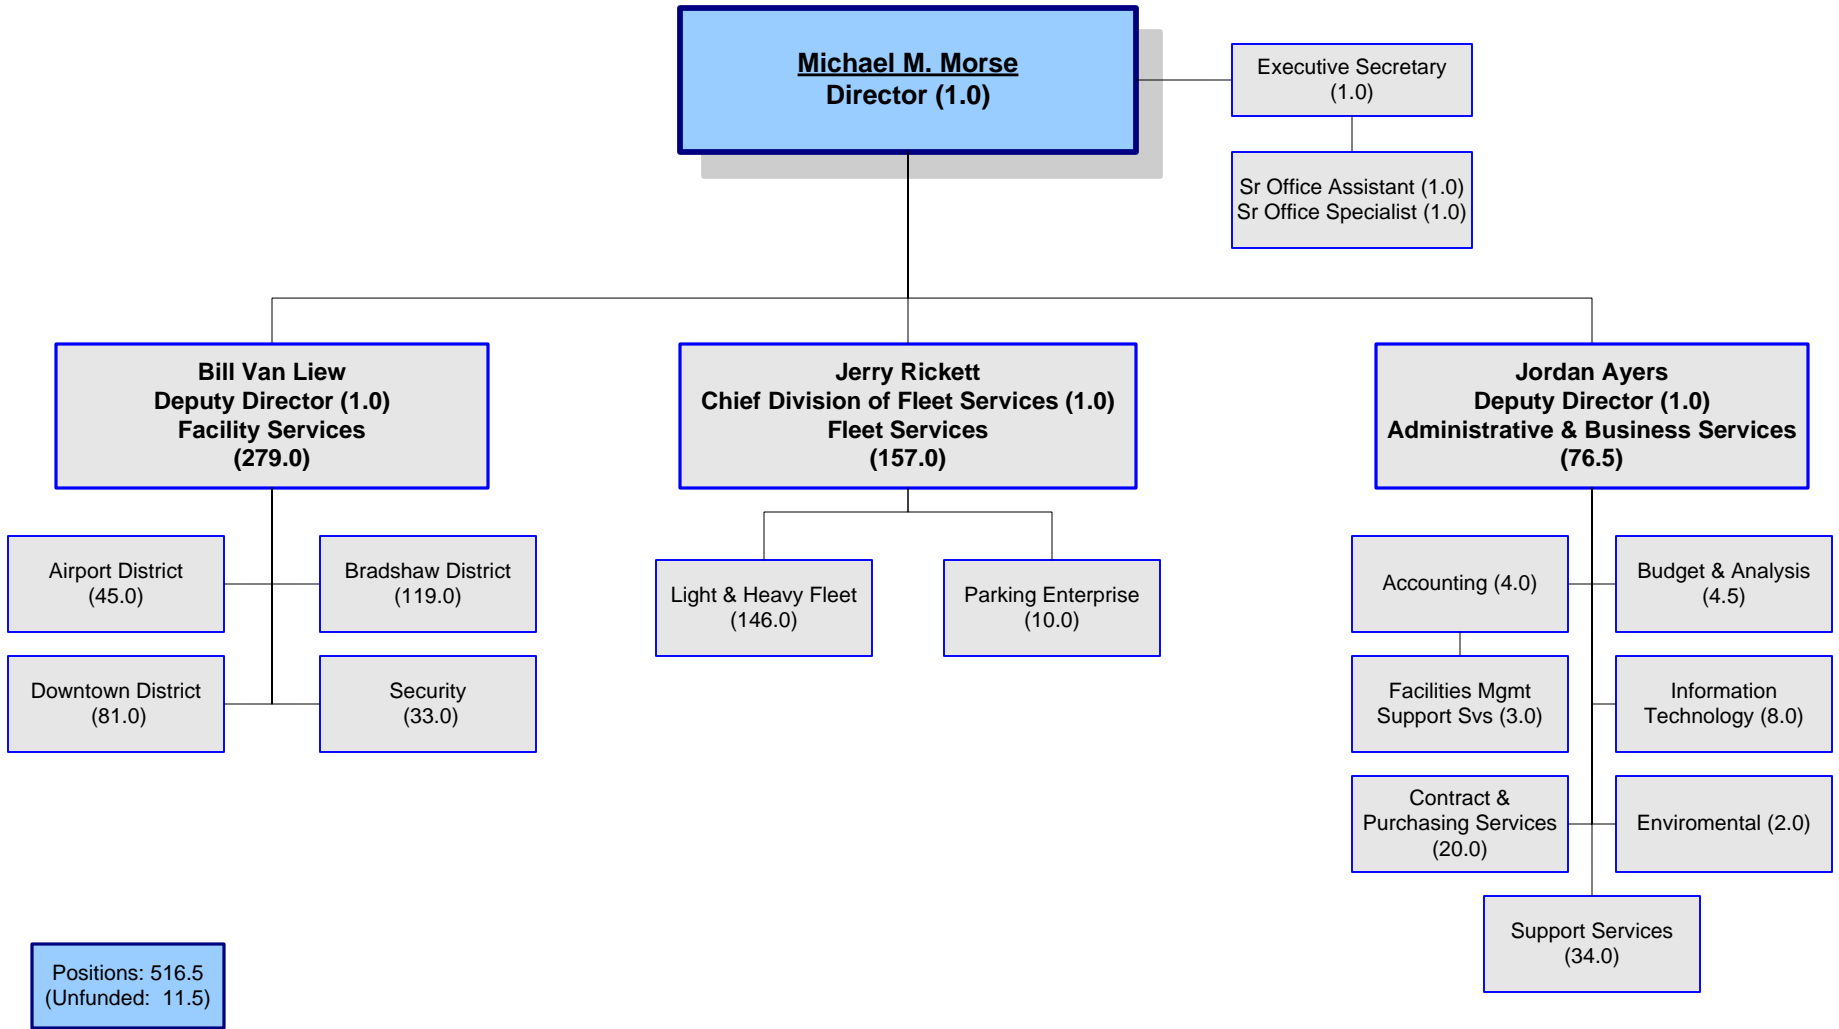 Michael M. Morse
Director (1.0)
Executive Secretary
(1.0)
Sr Office Assistant (1.0)
Sr Office Specialist (1.0)
Bill Van Liew
Deputy Director (1.0)
Facility Services
(279.0)
Jerry Rickett
Chief Division of Fleet Services (1.0)
Fleet Services
(157.0)
Jordan Ayers
Deputy Director (1.0)
Administrative & Business Services
(76.5)
Airport District
(45.0)
Bradshaw District
(119.0)
Downtown District
(81.0)
Security
(33.0)
Light & Heavy Fleet
(146.0)
Parking Enterprise
(10.0)
Accounting (4.0)
Budget & Analysis
(4.5)
Facilities Mgmt
Support Svs (3.0)
Information
Technology (8.0)
Contract &
Purchasing Services
(20.0)
Enviromental (2.0)
Support Services
(34.0)
Positions: 516.5
(Unfunded:  11.5)